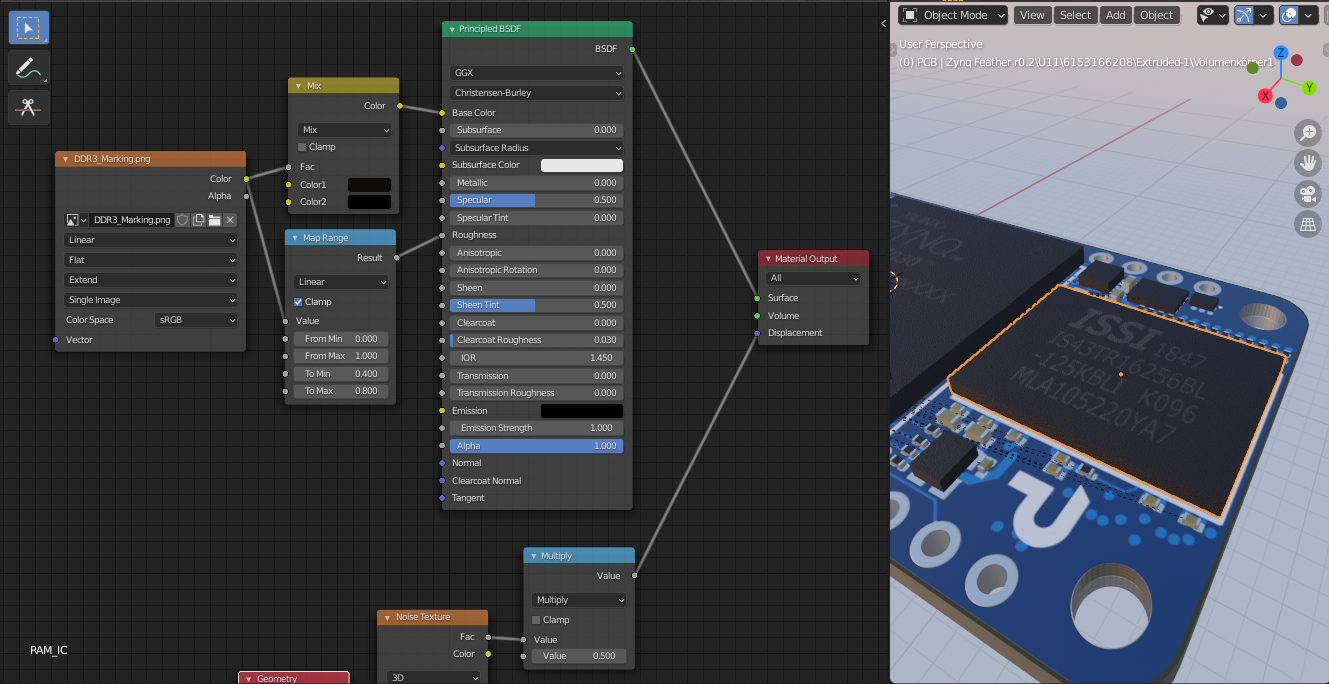 Principled BSDF
BSDF
GGX
Christensen-Burley
Base Color
Subsurface 0.000
Subsurface Radius
Subsurface Color
Metallic 0.000
Specular 0.500
Specular Tint 0.000
Roughness
Anisotropic 0.000
Anisotropic Rotation 0.000
Sheen 0.000
Sheen Tint 0.500
Clearcoat 0.000
Clearcoat Roughness 0.030
IOR 1.450
Transmission 0.000
Transmission Roughness 0.000
Emission
Emission Strength 1.000
Alpha 1.000
Normal
Clearcoat Normal
Tangent
Mix
Color
Mix
Clamp
Fac
Color1
Color2
DDR3_Marking.png
Color
Alpha
DDR3_Marking.png
Linear
Flat
Extend
Single Image
Color Space sRGB
Vector
Map Range
Result
Linear
Clamp
Value
From Min 0.000
From Max 1.000
To Min 0.400
To Max 0.800
Material Output
All
Surface
Volume
Displacement
Multiply
Value
Multiply
Clamp
Value
Value 0.500
Noise Texture
Fac
Color
3D
Geometry
RAM_IC
Object Mode View Select Add Object
User Perspective
(0) PCB | Zynq Feather r0.2\U11\6153166208\Extruded-1\Volumenkörper1
Z
Y
X
ZYNQ
ISSI 1847
IS43TR16256BL
125KBLI K096
MLA105220YA7